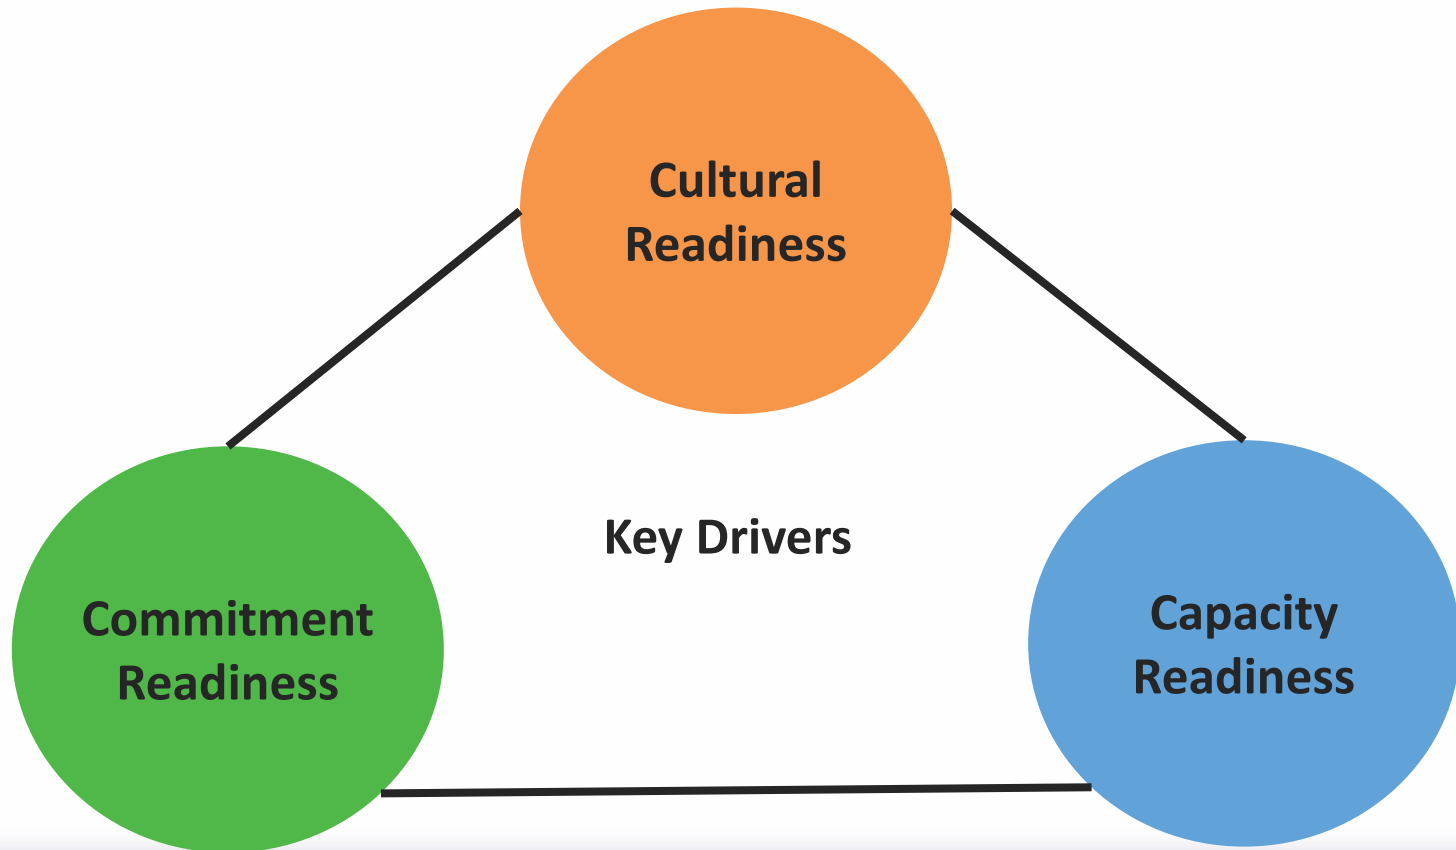 Cultural
Readiness
Key Drivers
Commitment
Readiness
Capacity
Readiness